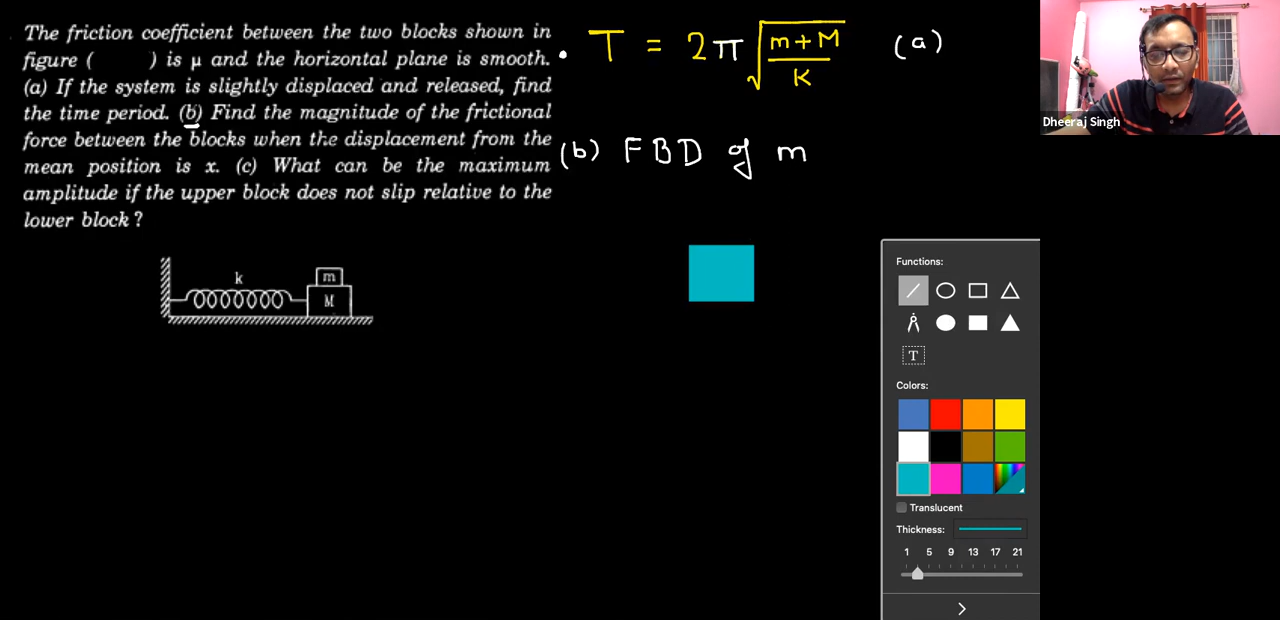 The friction coefficient between the two blocks shown in
figure ( ) is μ and the horizontal plane is smooth.
(a) If the system is slightly displaced and released, find
the time period. (b) Find the magnitude of the frictional
force between the blocks when the displacement from the
mean position is x. (c) What can be the maximum
amplitude if the upper block does not slip relative to the
lower block ?
k
m
M
• T = 2π √((m+M)/K) (a)
(b) FBD of m
Dheeraj Singh
Functions:
T
Colors:
Translucent
Thickness:
1 5 9 13 17 21